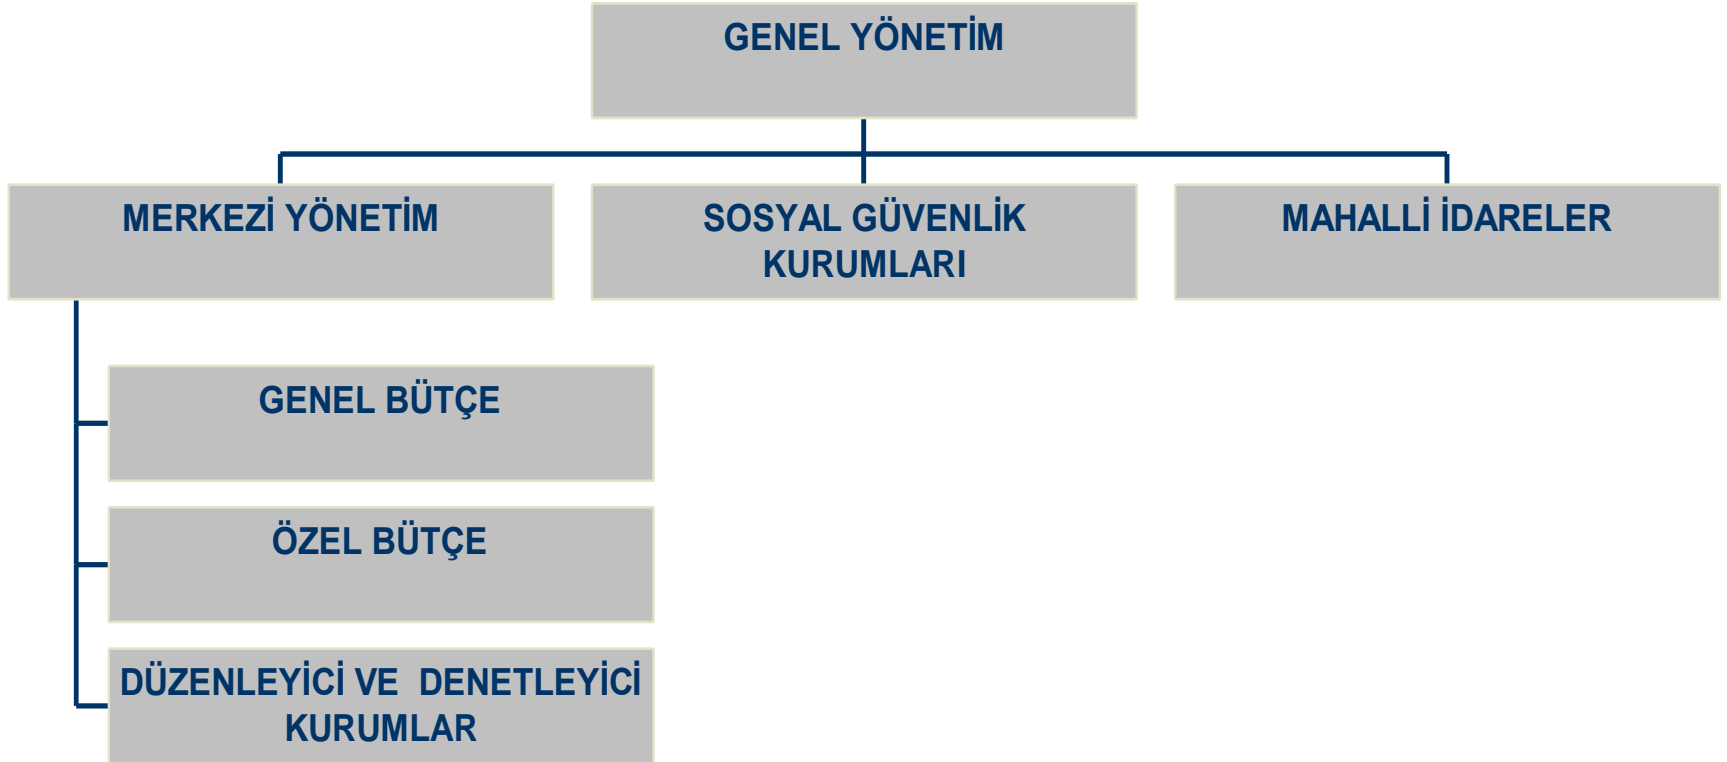 GENEL YÖNETİM
MERKEZİ YÖNETİM
SOSYAL GÜVENLİK
KURUMLARI
MAHALLİ İDARELER
GENEL BÜTÇE
ÖZEL BÜTÇE
DÜZENLEYİCİ VE  DENETLEYİCİ
KURUMLAR